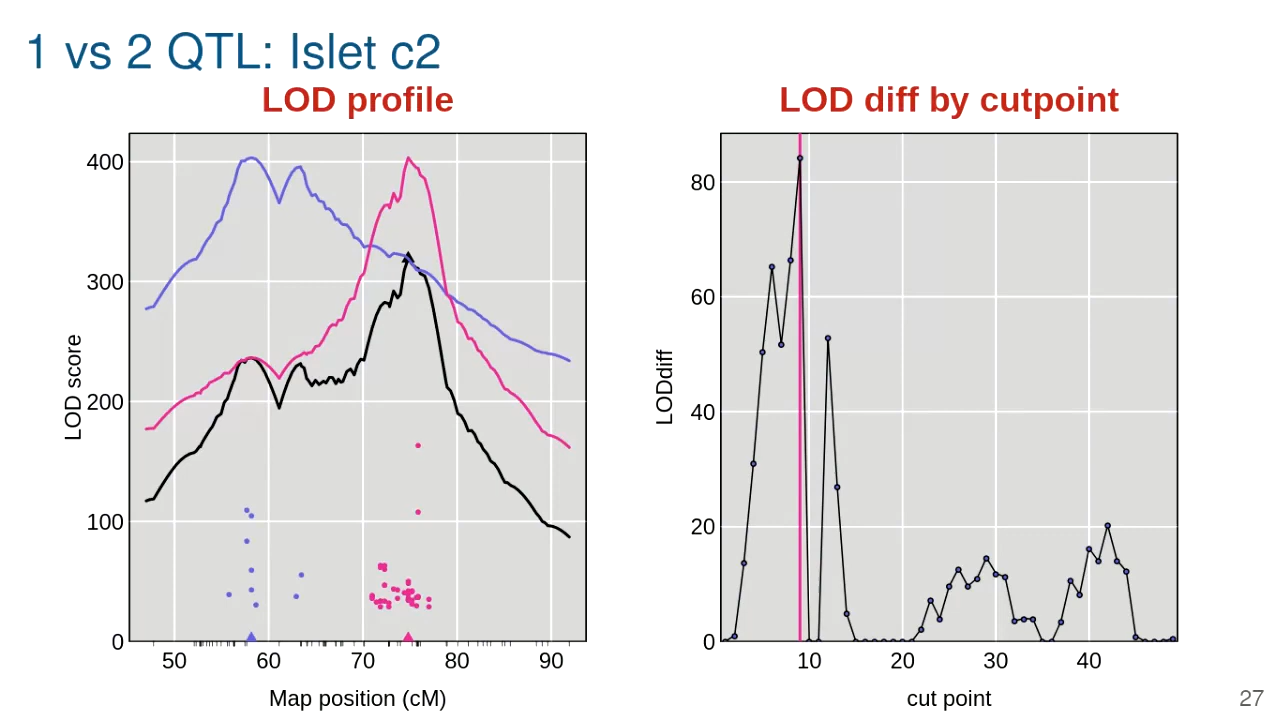 1 vs 2 QTL: Islet c2
LOD profile
LOD score
400
300
200
100
0
50 60 70 80 90
Map position (cM)
LOD diff by cutpoint
LODdiff
80
60
40
20
0
10 20 30 40
cut point
27